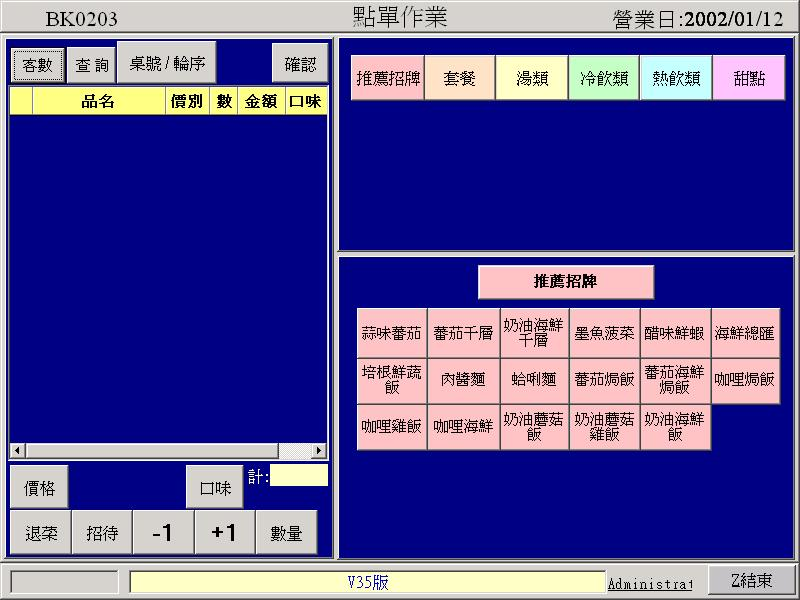 BK0203 點單作業 營業日:2002/01/12
客數 查詢 桌號/輪序 確認
品名 價別 數 金額 口味
推薦招牌 套餐 湯類 冷飲類 熱飲類 甜點
推薦招牌
蒜味蕃茄 蕃茄千層 奶油海鮮千層 墨魚菠菜 醋味鮮蝦 海鮮總匯
培根鮮蔬飯 肉醬麵 蛤唎麵 蕃茄焗飯 蕃茄海鮮焗飯 咖哩焗飯
咖哩雞飯 咖哩海鮮 奶油蘑菇飯 奶油蘑菇雞飯 奶油海鮮飯
價格 口味 計:
退菜 招待 -1 +1 數量
V35版 Administrat Z結束